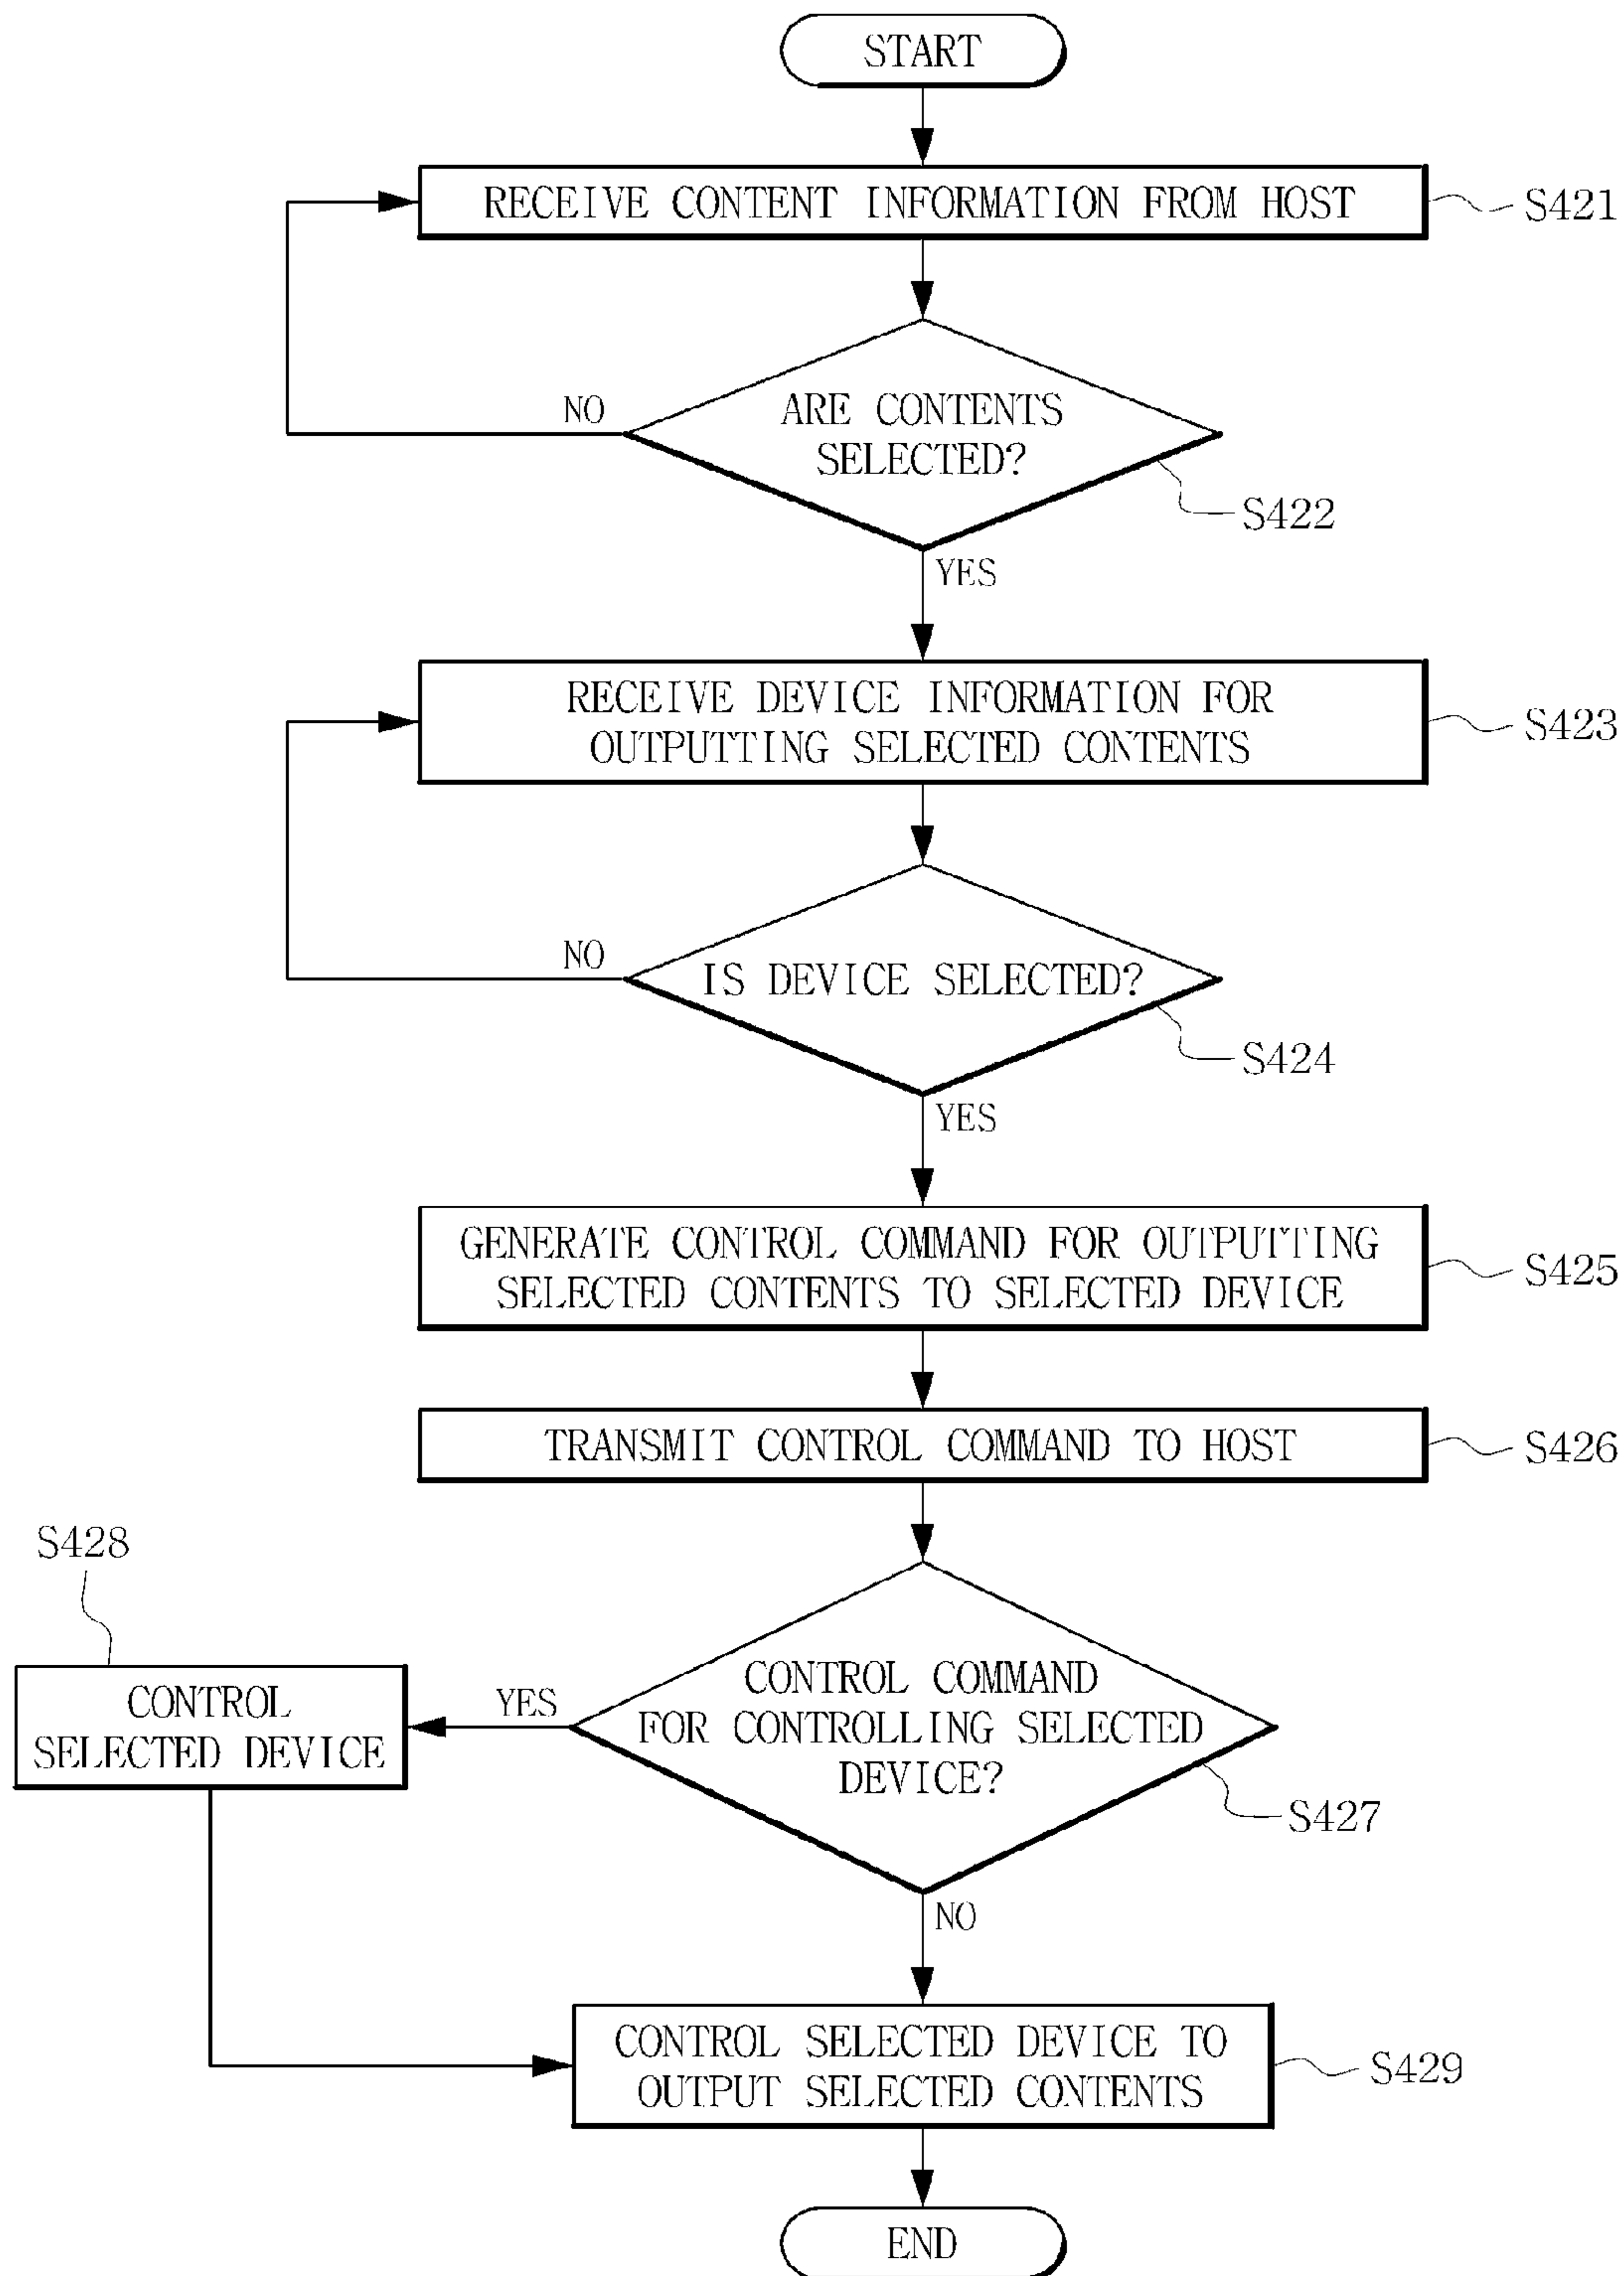 START
RECEIVE CONTENT INFORMATION FROM HOST
S421
NO
ARE CONTENTS
SELECTED?
S422
YES
RECEIVE DEVICE INFORMATION FOR
OUTPUTTING SELECTED CONTENTS
S423
NO
IS DEVICE SELECTED?
S424
YES
GENERATE CONTROL COMMAND FOR OUTPUTTING
SELECTED CONTENTS TO SELECTED DEVICE
S425
TRANSMIT CONTROL COMMAND TO HOST
S426
S428
CONTROL
SELECTED DEVICE
YES
CONTROL COMMAND
FOR CONTROLLING SELECTED
DEVICE?
S427
NO
CONTROL SELECTED DEVICE TO
OUTPUT SELECTED CONTENTS
S429
END